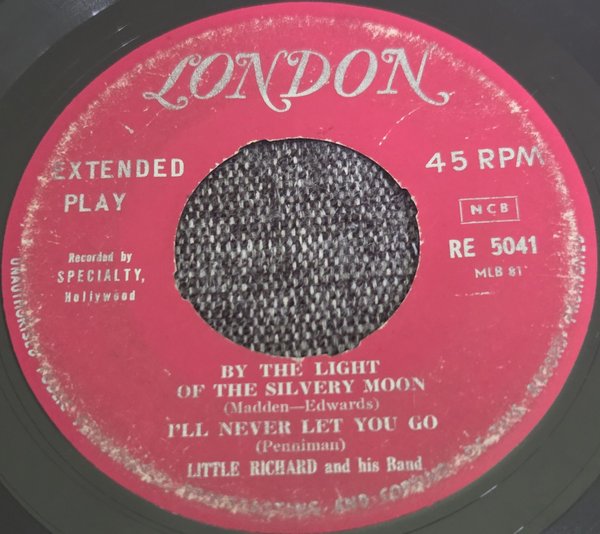 LONDON
EXTENDED
PLAY
45 RPM
NCB
RE 5041
MLB 81
Recorded by
SPECIALTY,
Hollywood
BY THE LIGHT
OF THE SILVERY MOON
(Madden—Edwards)
I'LL NEVER LET YOU GO
(Penniman)
LITTLE RICHARD and his Band